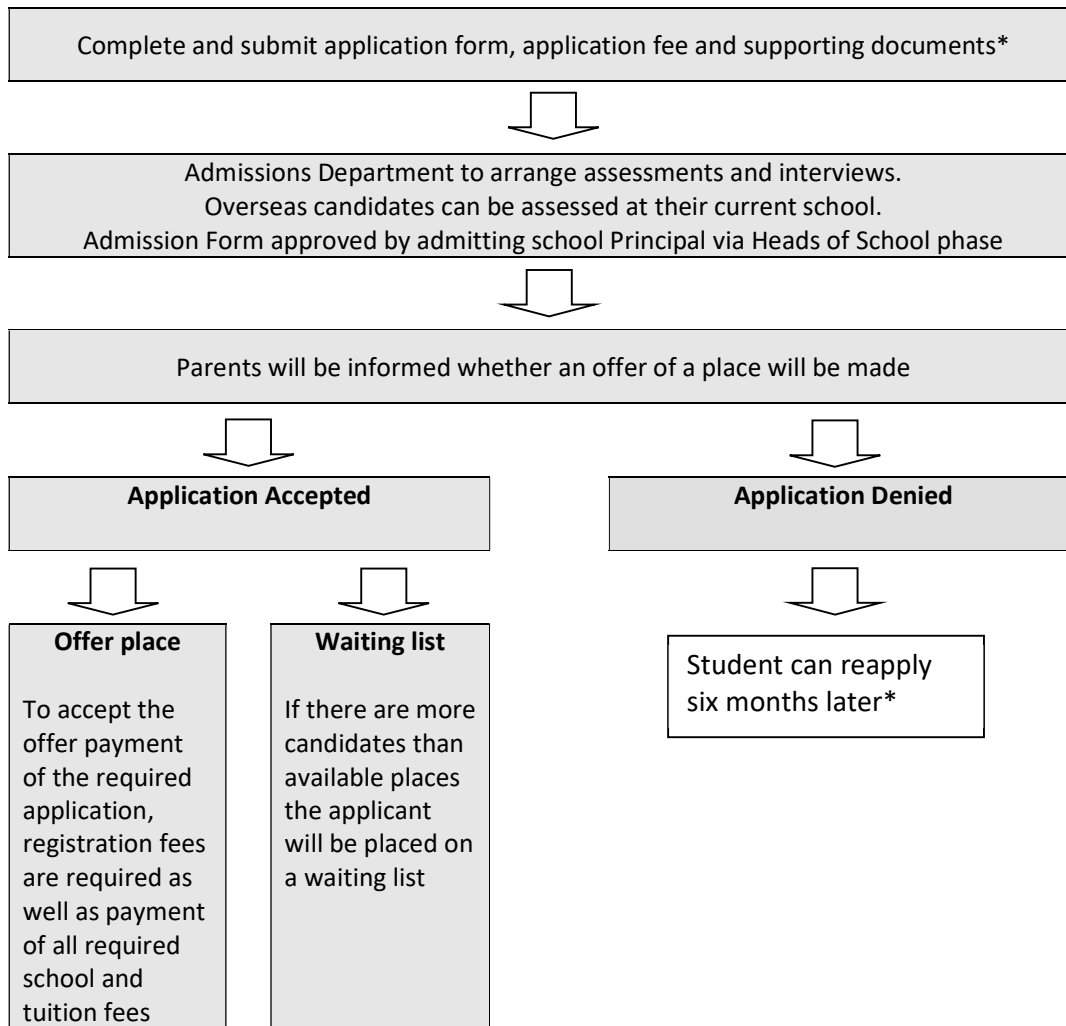 Complete and submit application form, application fee and supporting documents*
Admissions Department to arrange assessments and interviews.
Overseas candidates can be assessed at their current school.
Admission Form approved by admitting school Principal via Heads of School phase
Parents will be informed whether an offer of a place will be made
Application Accepted
Application Denied
Offer place
To accept the
offer payment
of the required
application,
registration fees
are required as
well as payment
of all required
school and
tuition fees
Waiting list
If there are more
candidates than
available places
the applicant
will be placed on
a waiting list
Student can reapply
six months later*